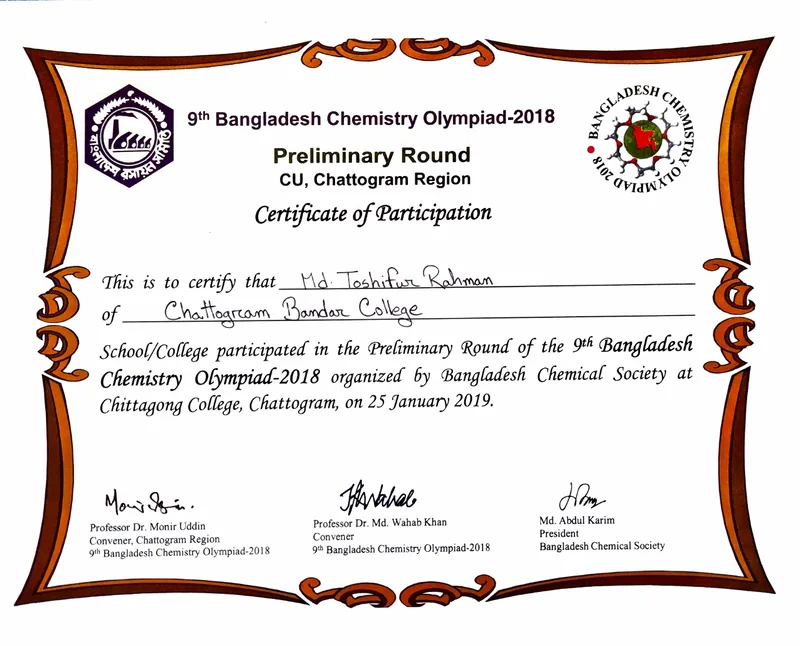 9th Bangladesh Chemistry Olympiad-2018
Preliminary Round
CU, Chattogram Region
Certificate of Participation
বাংলাদেশ রসায়ন সমিতি
BANGLADESH CHEMISTRY OLYMPIAD 2018
This is to certify that Md. Toshifur Rahman
of Chattogram Bandar College
School/College participated in the Preliminary Round of the 9th Bangladesh
Chemistry Olympiad-2018 organized by Bangladesh Chemical Society at
Chittagong College, Chattogram, on 25 January 2019.
Professor Dr. Monir Uddin
Convener, Chattogram Region
9th Bangladesh Chemistry Olympiad-2018
Professor Dr. Md. Wahab Khan
Convener
9th Bangladesh Chemistry Olympiad-2018
Md. Abdul Karim
President
Bangladesh Chemical Society